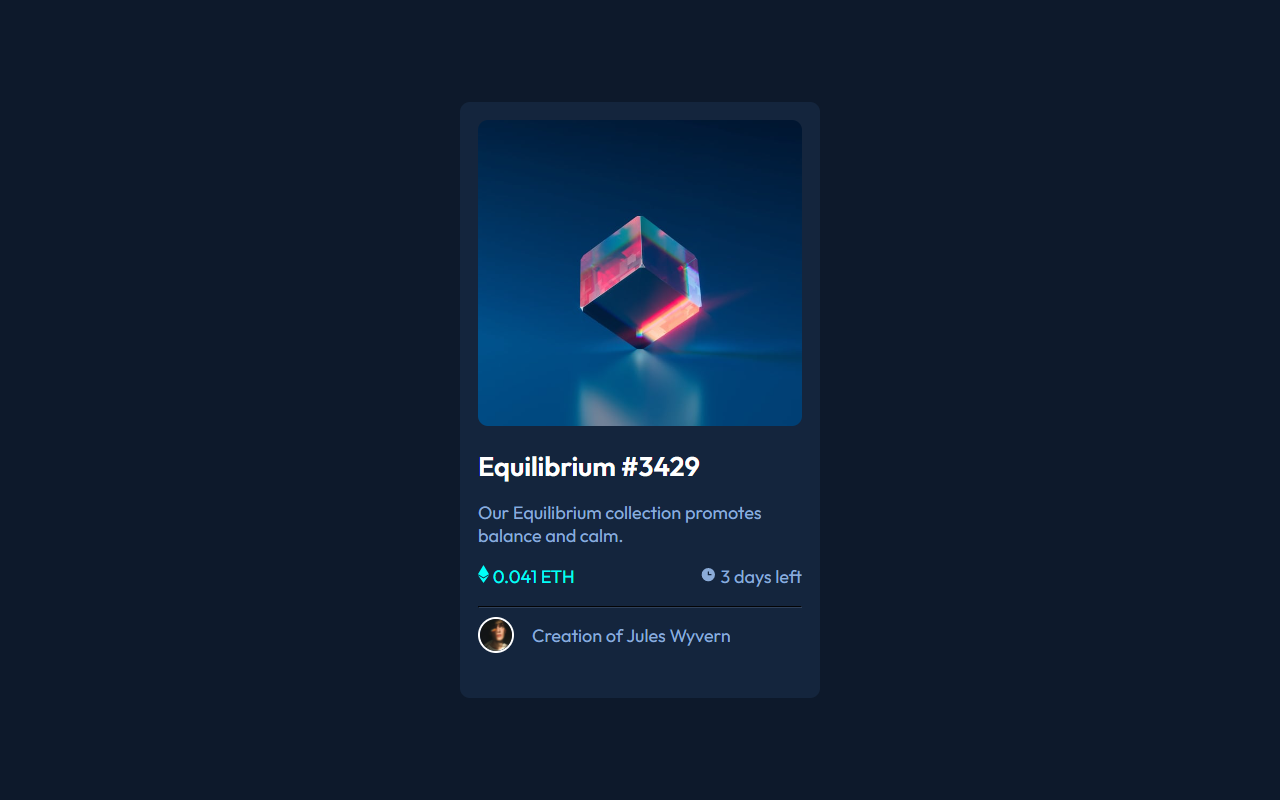 Equilibrium #3429
Our Equilibrium collection promotes
balance and calm.
0.041 ETH 3 days left
Creation of Jules Wyvern